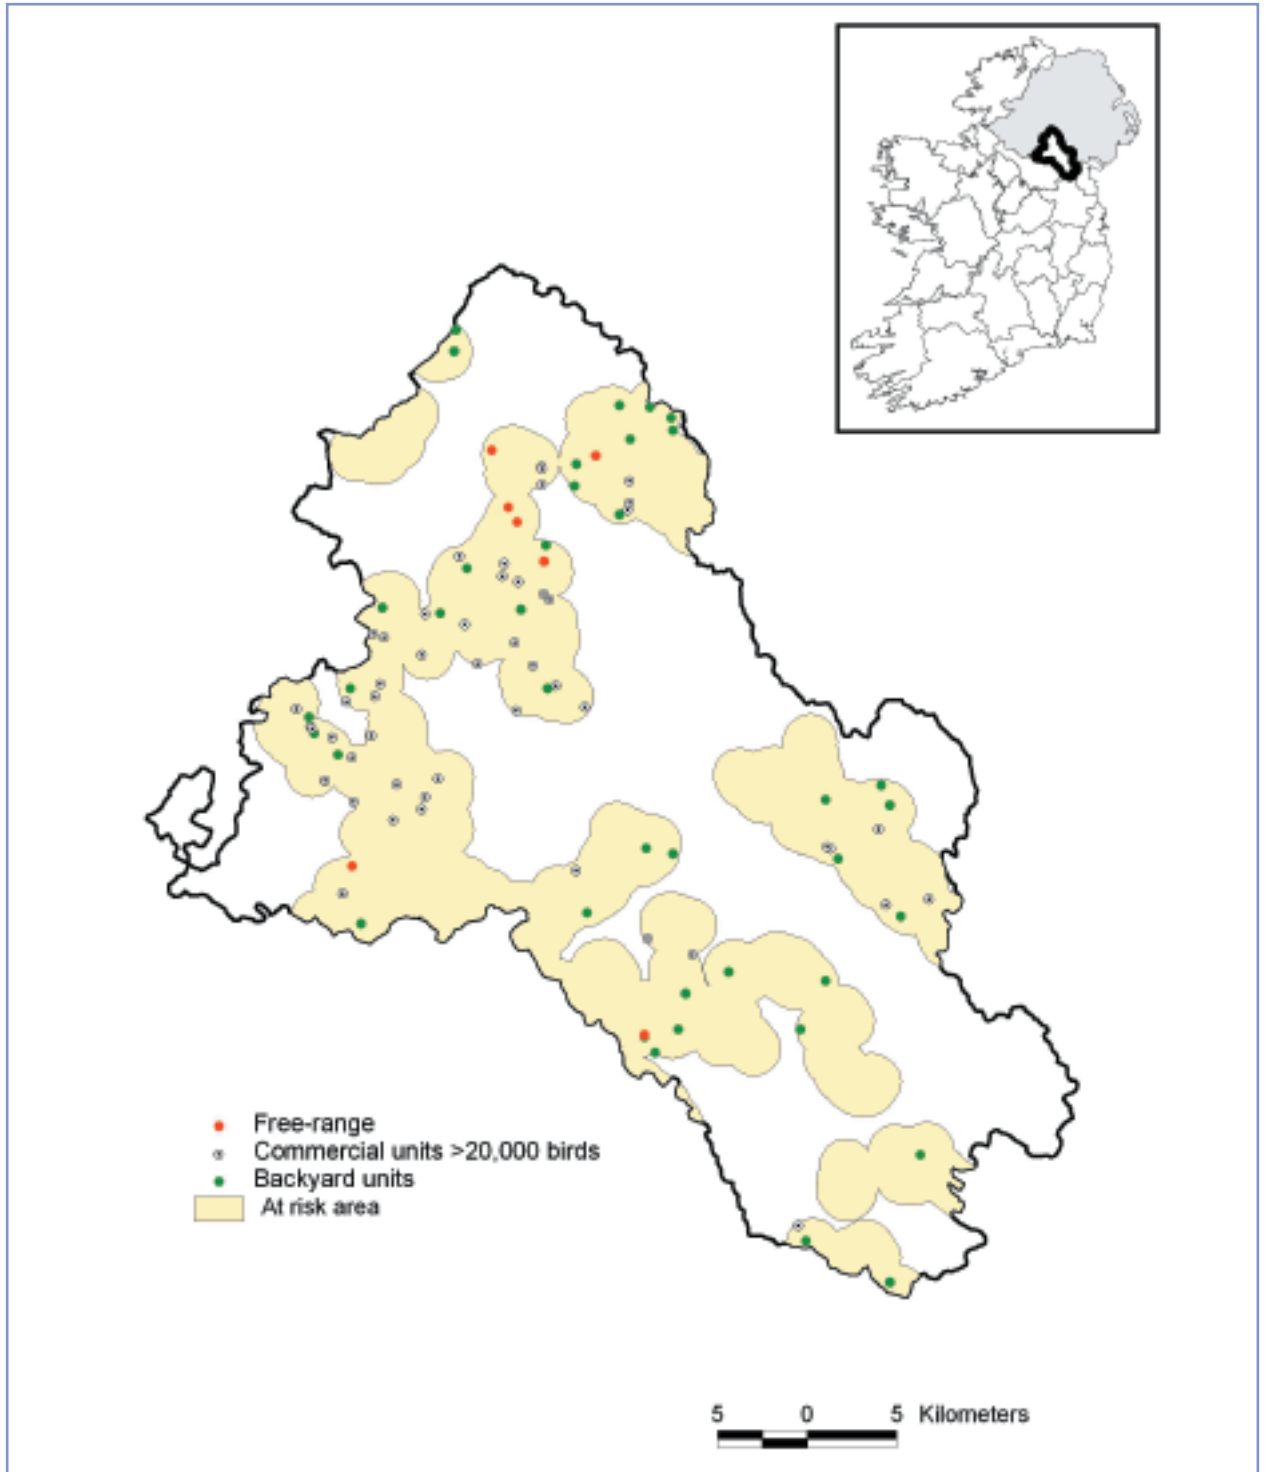 Free-range
Commercial units >20,000 birds
Backyard units
At risk area
5 0 5 Kilometers